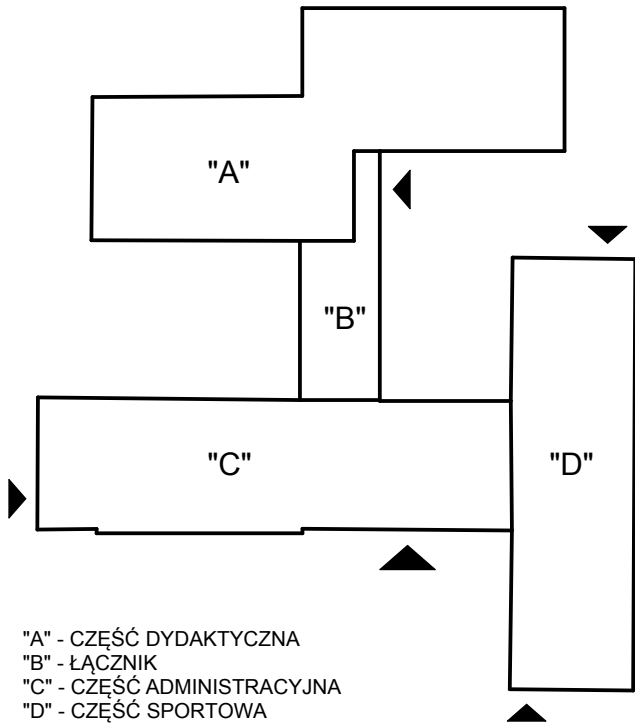 "A"
"B"
"C"
"D"
"A" - CZĘŚĆ DYDAKTYCZNA
"B" - ŁĄCZNIK
"C" - CZĘŚĆ ADMINISTRACYJNA
"D" - CZĘŚĆ SPORTOWA